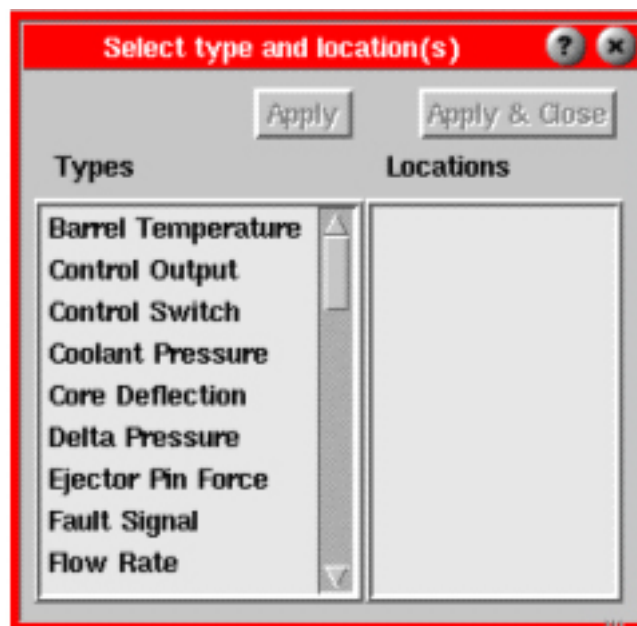 Select type and location(s) ?
Apply Apply & Close
Types Locations
Barrel Temperature
Control Output
Control Switch
Coolant Pressure
Core Deflection
Delta Pressure
Ejector Pin Force
Fault Signal
Flow Rate